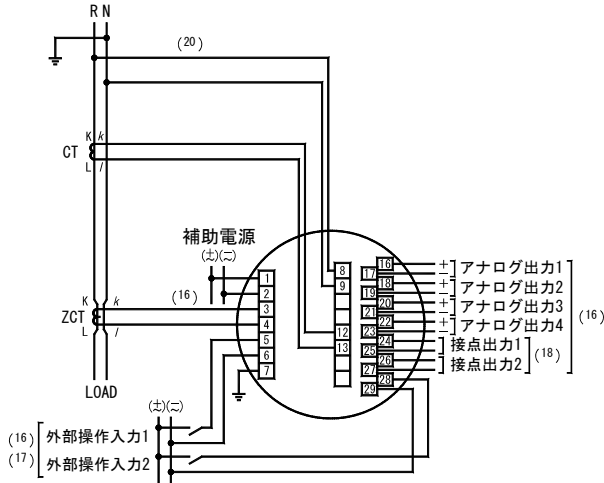 R N
(20)
K k
CT
L l
補助電源
(±)(~)
(16)
K k
ZCT
L l
LOAD
1
2
3
4
5
6
7
8
9
12
13
16
17
18
19
20
21
22
23
24
25
26
27
28
29
+
−
アナログ出力1
+
−
アナログ出力2
+
−
アナログ出力3
+
−
アナログ出力4
接点出力1
接点出力2
(18)
(16)
(±)(~)
(16)
(17)
外部操作入力1
外部操作入力2